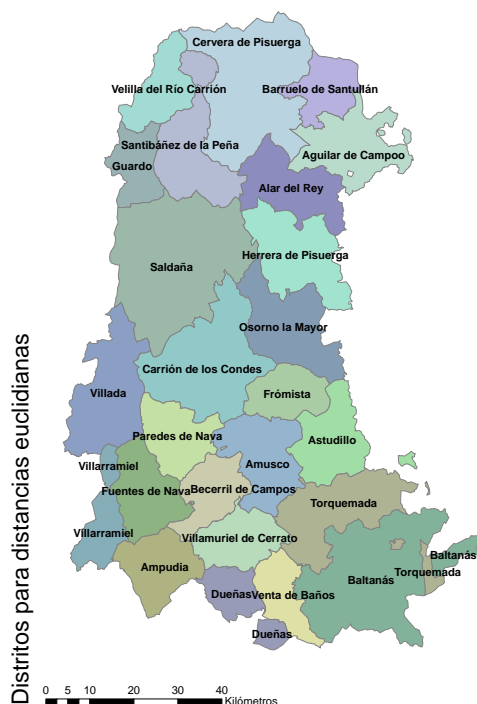 Cervera de Pisuerga
Velilla del Río Carrión
Barruelo de Santullán
Santibáñez de la Peña
Aguilar de Campoo
Guardo
Alar del Rey
Saldaña
Herrera de Pisuerga
Osorno la Mayor
Carrión de los Condes
Villada
Frómista
Paredes de Nava
Astudillo
Villarramiel
Amusco
Fuentes de Nava
Becerril de Campos
Torquemada
Villarramiel
Villamuriel de Cerrato
Baltanás
Ampudia
Torquemada
Baltanás
Dueñas
Venta de Baños
Dueñas
Distritos para distancias euclidianas
0 5 10 20 30 40
Kilómetros